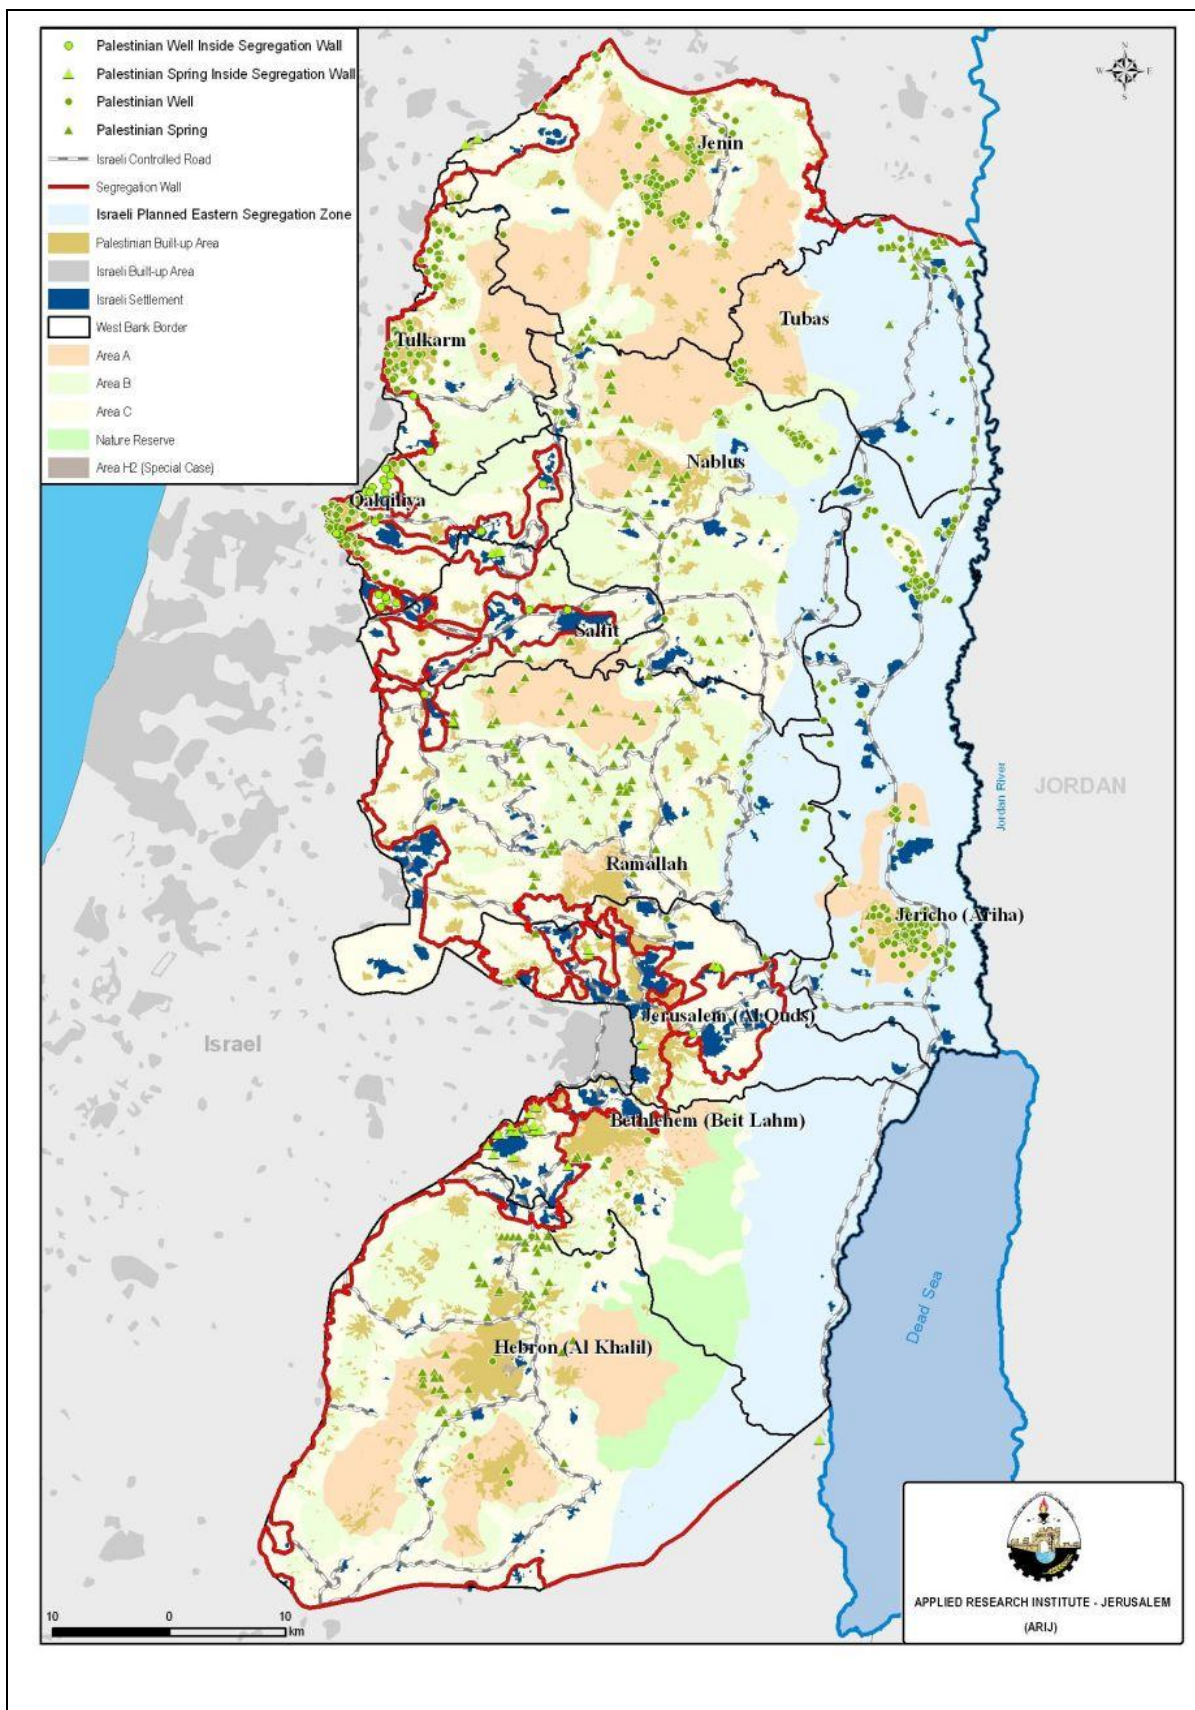 Palestinian Well Inside Segregation Wall
Palestinian Spring Inside Segregation Wall
Palestinian Well
Palestinian Spring
Israeli Controlled Road
Segregation Wall
Israeli Planned Eastern Segregation Zone
Palestinian Built-up Area
Israeli Built-up Area
Israeli Settlement
West Bank Border
Area A
Area B
Area C
Nature Reserve
Area H2 (Special Case)
N
W E
S
Jenin
Tubas
Tulkarm
Nablus
Qalqiliya
Salfit
JORDAN
Jordan River
Ramallah
Jericho (Ariha)
Jerusalem (Al Quds)
Israel
Bethlehem (Beit Lahm)
Dead Sea
Hebron (Al Khalil)
10 0 10
km
APPLIED RESEARCH INSTITUTE - JERUSALEM
(ARIJ)